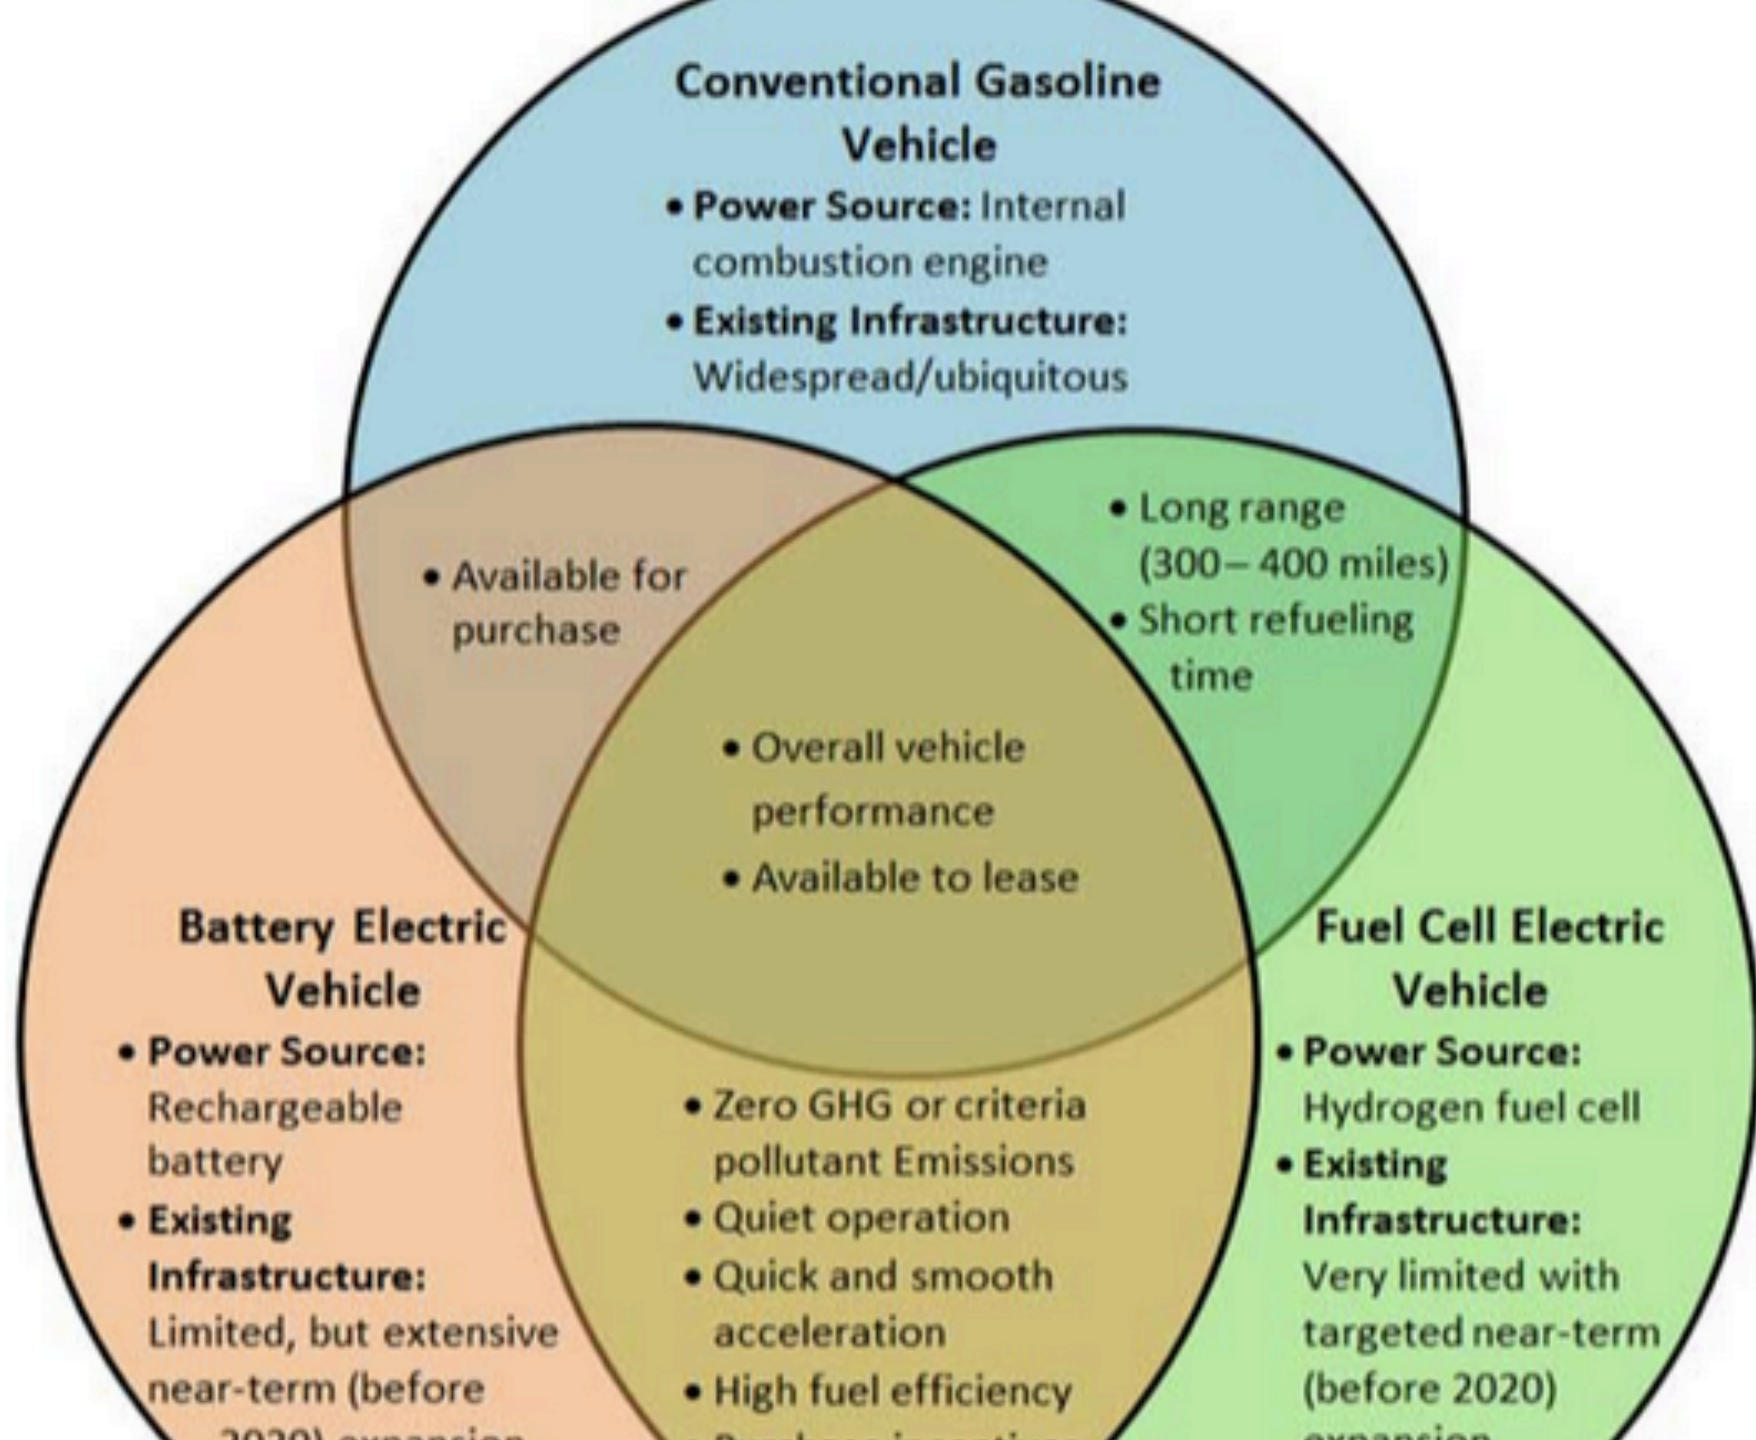 Conventional Gasoline
Vehicle
• Power Source: Internal
combustion engine
• Existing Infrastructure:
Widespread/ubiquitous
• Available for
purchase
• Long range
(300– 400 miles)
• Short refueling
time
• Overall vehicle
performance
• Available to lease
Battery Electric
Vehicle
• Power Source:
Rechargeable
battery
• Existing
Infrastructure:
Limited, but extensive
near-term (before
2020) expansion
• Zero GHG or criteria
pollutant Emissions
• Quiet operation
• Quick and smooth
acceleration
• High fuel efficiency
Fuel Cell Electric
Vehicle
• Power Source:
Hydrogen fuel cell
• Existing
Infrastructure:
Very limited with
targeted near-term
(before 2020)
expansion